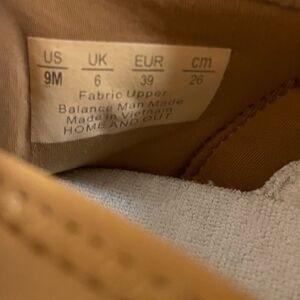 US UK EUR cm
9M 6 39 26
Fabric Upper
Balance Man Made
Made in Vietnam
HOME AND OUT